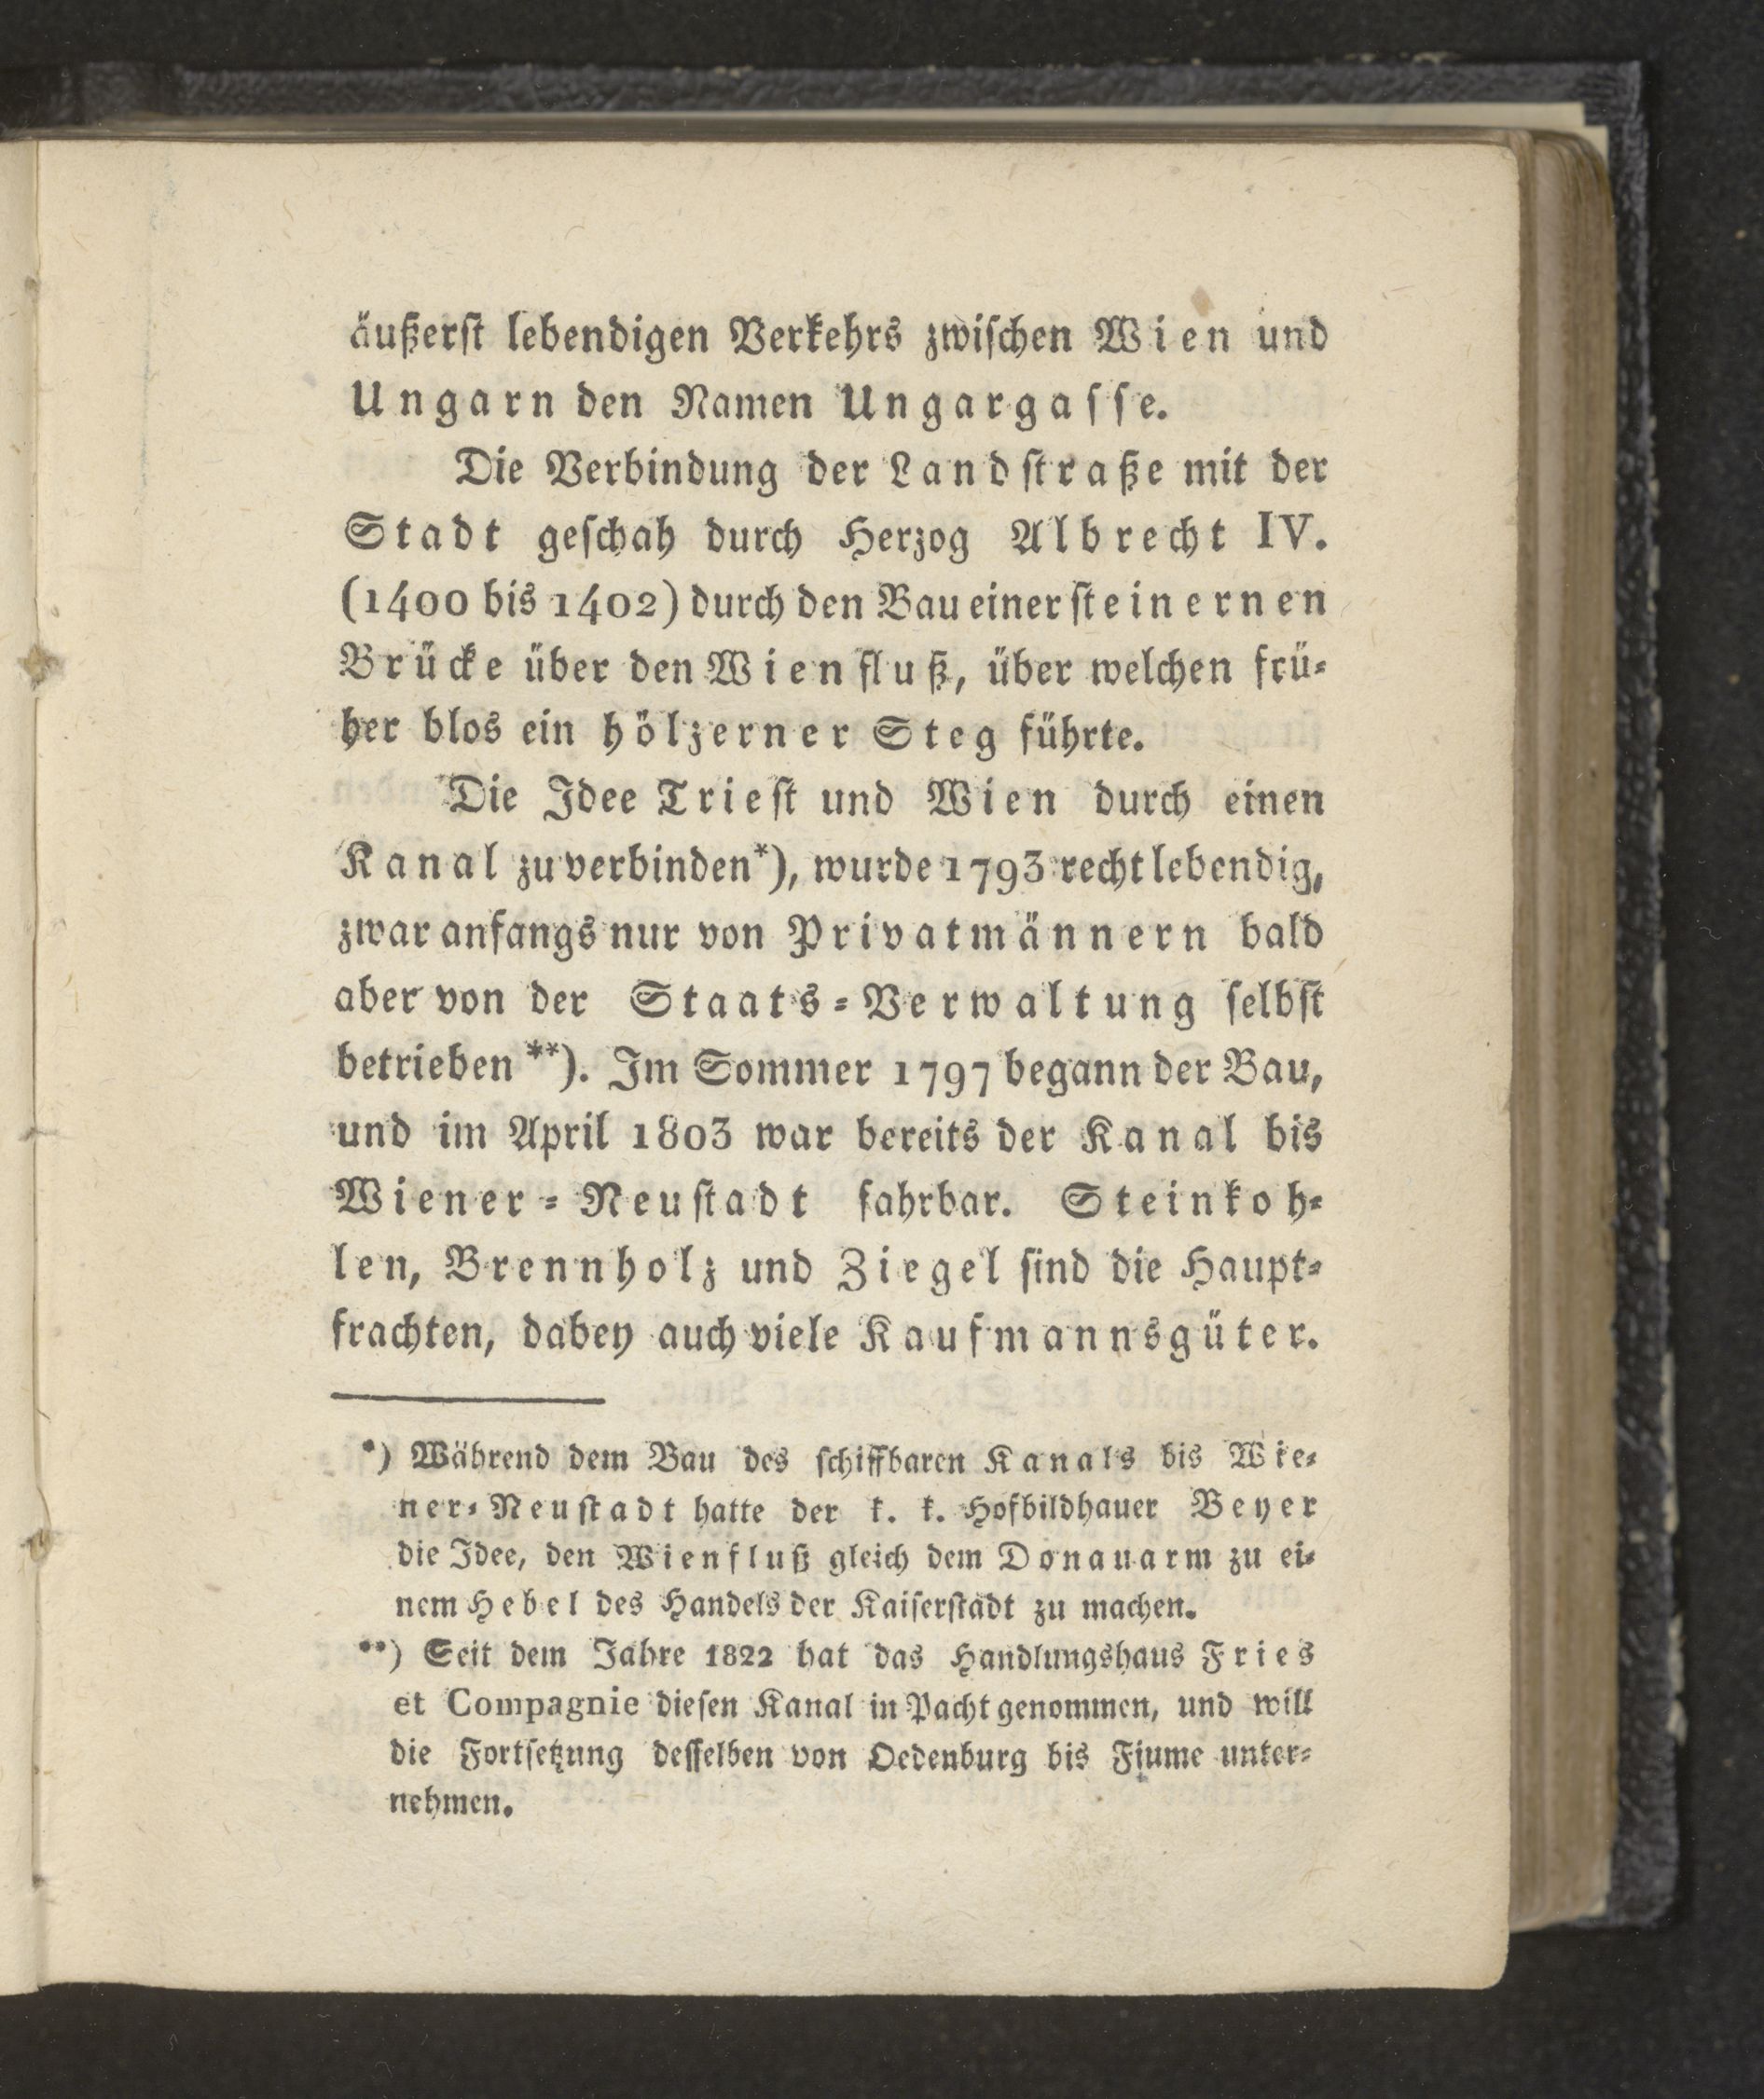 äußerst lebendigen Verkehrs zwischen Wien und
Ungarn den Namen Ungargasse.
Die Verbindung der Landstraße mit der
Stadt geschah durch Herzog Albrecht IV.
(1400 bis 1402) durch den Bau einer steinernen
Brücke über den Wienfluß, über welchen frü-
her blos ein hölzerner Steg führte.
Die Idee Triest und Wien durch einen
Kanal zu verbinden*), wurde 1793 recht lebendig,
zwar anfangs nur von Privatmännern bald
aber von der Staats-Verwaltung selbst
betrieben**). Im Sommer 1797 begann der Bau,
und im April 1803 war bereits der Kanal bis
Wiener-Neustadt fahrbar. Steinkoh-
len, Brennholz und Ziegel sind die Haupt-
frachten, dabey auch viele Kaufmannsgüter.
*) Während dem Bau des schiffbaren Kanals bis Wie-
ner-Neustadt hatte der k. k. Hofbildhauer Beyer
die Idee, den Wienfluß gleich dem Donauarm zu ei-
nem Hebel des Handels der Kaiserstadt zu machen.
**) Seit dem Jahre 1822 hat das Handlungshaus Fries
et Compagnie diesen Kanal in Pacht genommen, und will
die Fortsetzung desselben von Oedenburg bis Fiume unter-
nehmen.